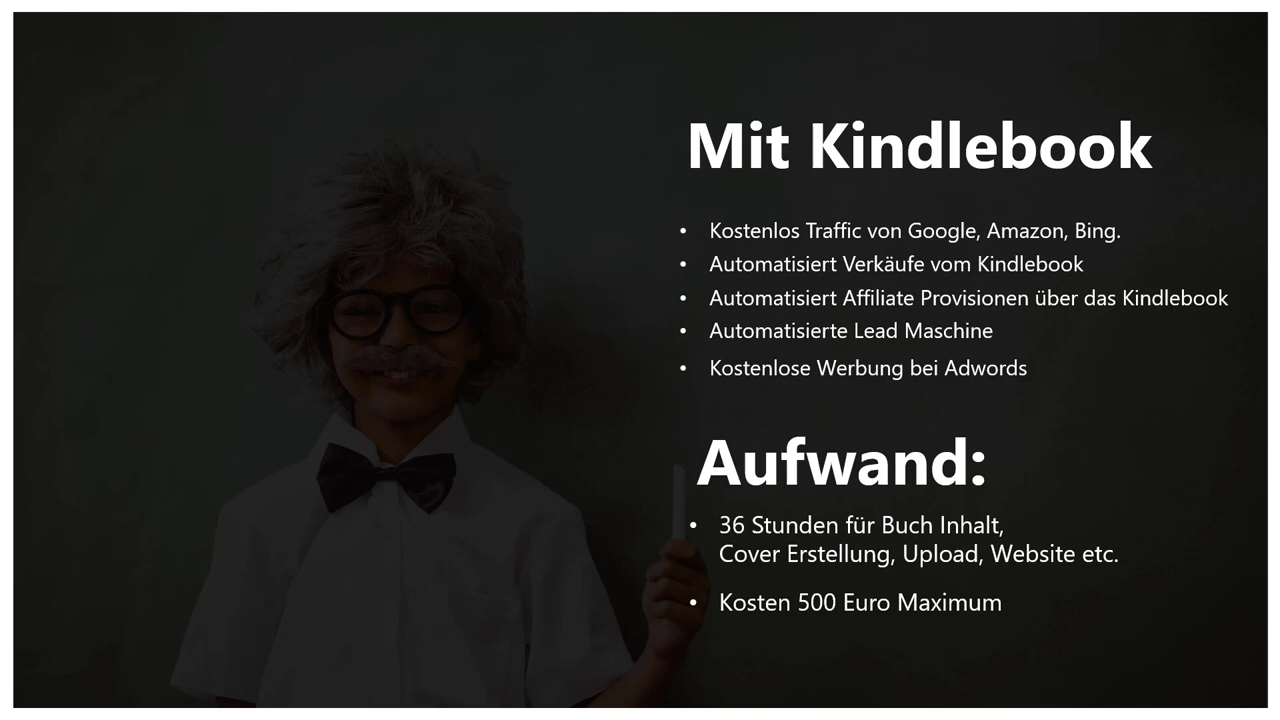 Mit Kindlebook
• Kostenlos Traffic von Google, Amazon, Bing.
• Automatisiert Verkäufe vom Kindlebook
• Automatisiert Affiliate Provisionen über das Kindlebook
• Automatisierte Lead Maschine
• Kostenlose Werbung bei Adwords
Aufwand:
• 36 Stunden für Buch Inhalt,
Cover Erstellung, Upload, Website etc.
• Kosten 500 Euro Maximum